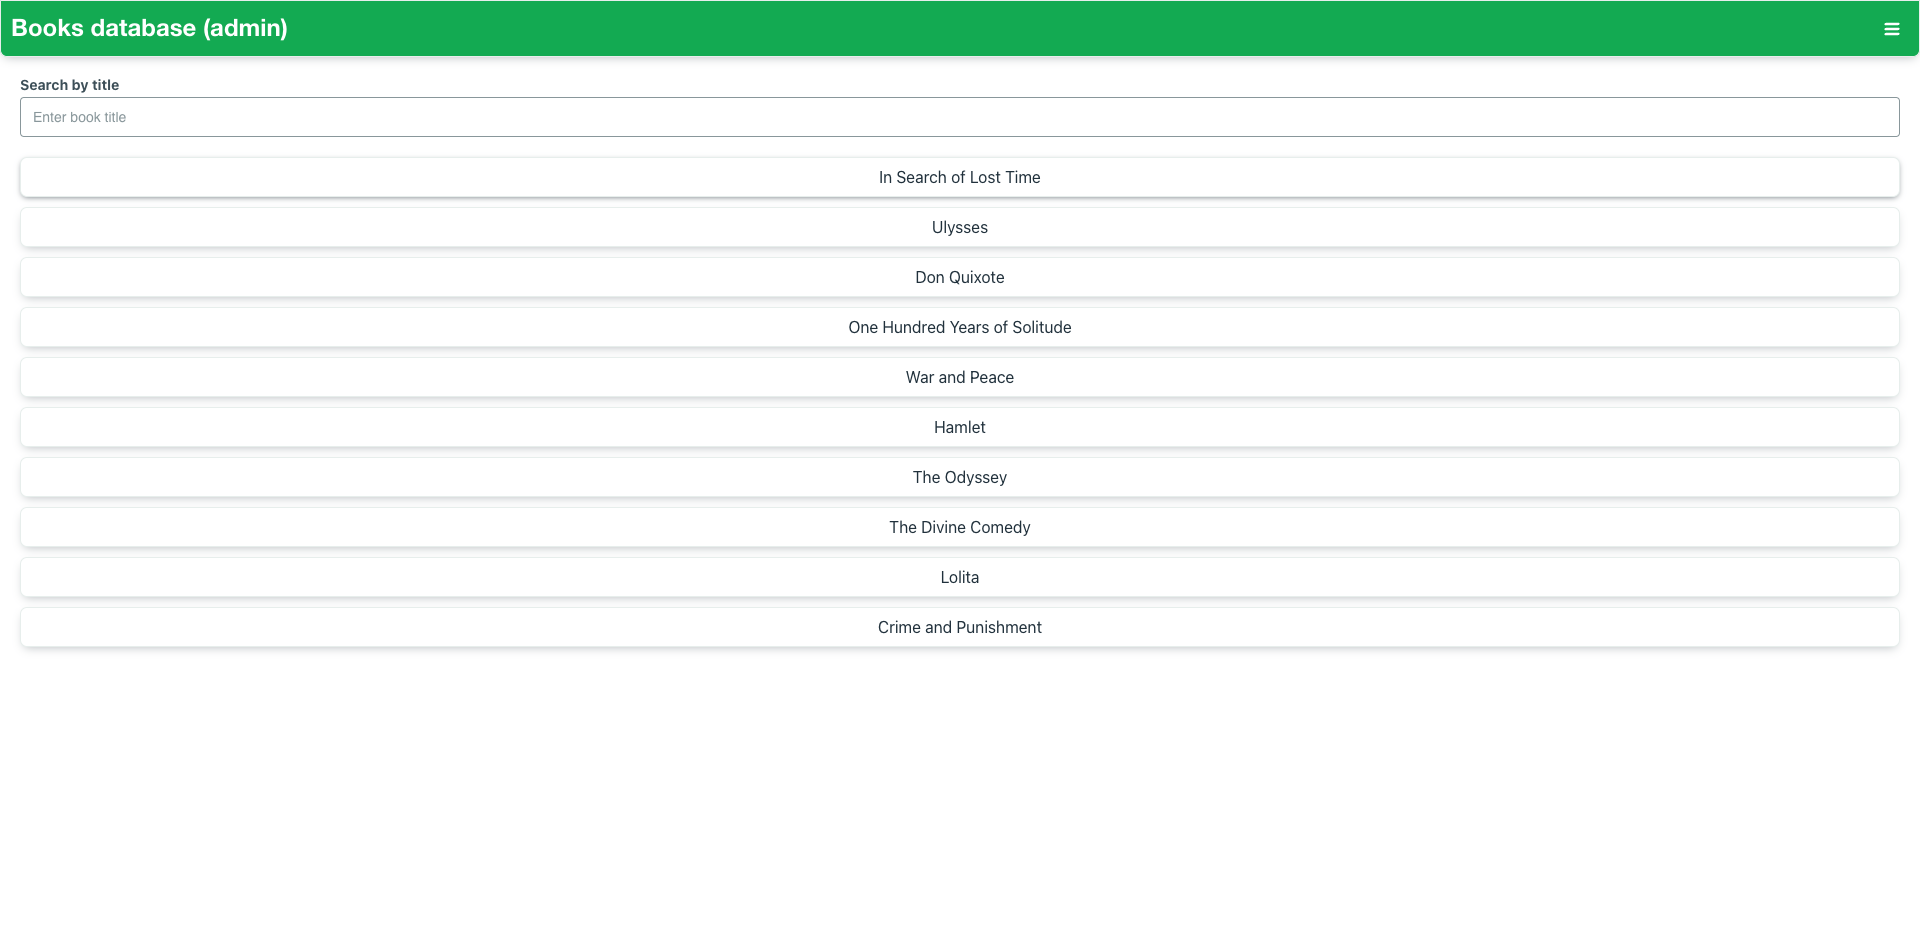 Books database (admin)
Search by title
Enter book title
In Search of Lost Time
Ulysses
Don Quixote
One Hundred Years of Solitude
War and Peace
Hamlet
The Odyssey
The Divine Comedy
Lolita
Crime and Punishment